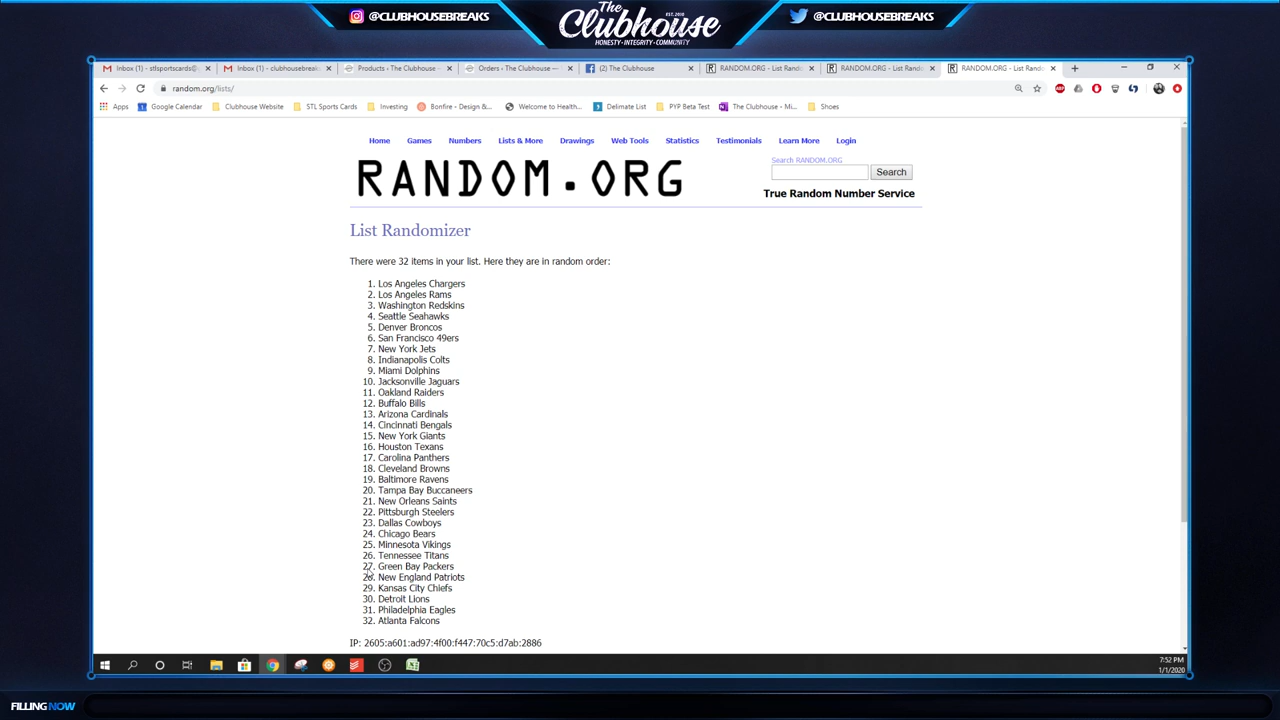 @CLUBHOUSEBREAKS
The
EST. 2018
Clubhouse
HONESTY • INTEGRITY • COMMUNITY
@CLUBHOUSEBREAKS
Inbox (1) - stlsportscards@
Inbox (1) - clubhousebreak
Products ‹ The Clubhouse —
Orders ‹ The Clubhouse —
(2) The Clubhouse
RANDOM.ORG - List Rando
RANDOM.ORG - List Rando
RANDOM.ORG - List Rando
random.org/lists/
Apps
Google Calendar
Clubhouse Website
STL Sports Cards
Investing
Bonfire - Design &...
Welcome to Health...
Delimate List
PYP Beta Test
The Clubhouse - Mi...
Shoes
Home Games Numbers Lists & More Drawings Web Tools Statistics Testimonials Learn More Login
RANDOM.ORG
Search RANDOM.ORG
Search
True Random Number Service
List Randomizer
There were 32 items in your list. Here they are in random order:
1. Los Angeles Chargers
2. Los Angeles Rams
3. Washington Redskins
4. Seattle Seahawks
5. Denver Broncos
6. San Francisco 49ers
7. New York Jets
8. Indianapolis Colts
9. Miami Dolphins
10. Jacksonville Jaguars
11. Oakland Raiders
12. Buffalo Bills
13. Arizona Cardinals
14. Cincinnati Bengals
15. New York Giants
16. Houston Texans
17. Carolina Panthers
18. Cleveland Browns
19. Baltimore Ravens
20. Tampa Bay Buccaneers
21. New Orleans Saints
22. Pittsburgh Steelers
23. Dallas Cowboys
24. Chicago Bears
25. Minnesota Vikings
26. Tennessee Titans
27. Green Bay Packers
28. New England Patriots
29. Kansas City Chiefs
30. Detroit Lions
31. Philadelphia Eagles
32. Atlanta Falcons
IP: 2605:a601:ad97:4f00:f447:70c5:d7ab:2886
7:52 PM
1/1/2020
FILLING NOW